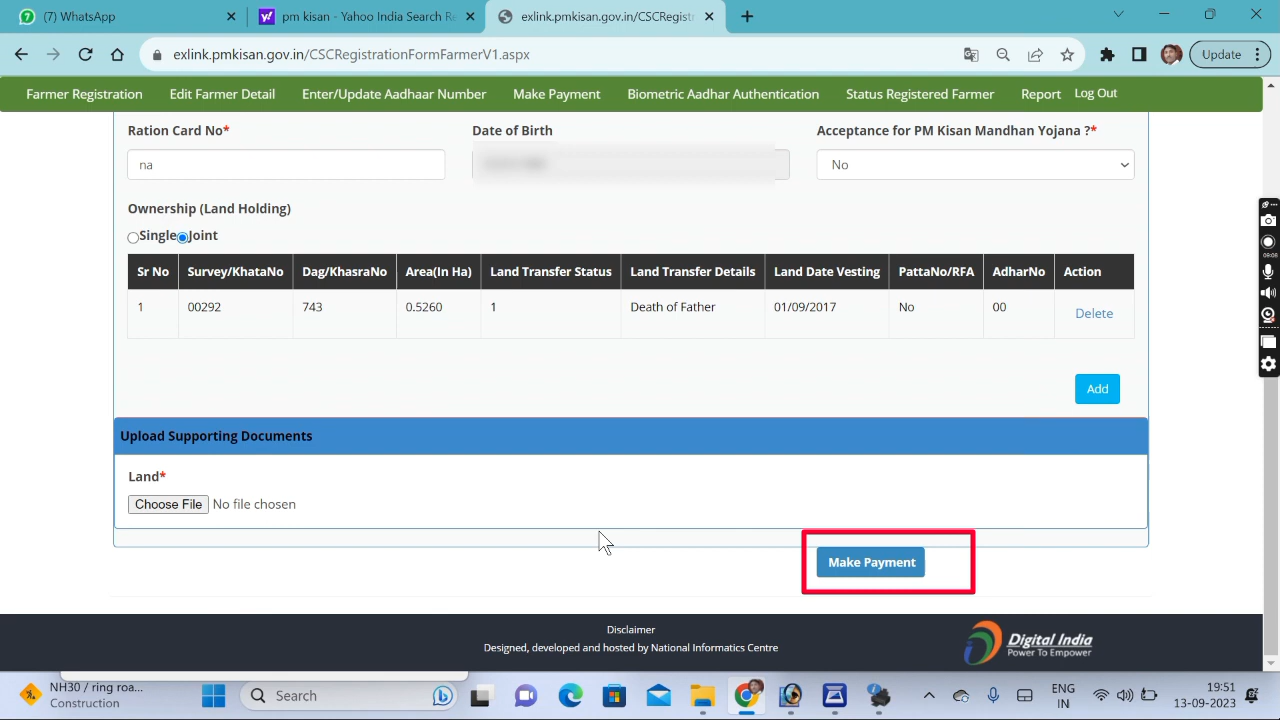 (7) WhatsApp
pm kisan - Yahoo India Search Re
exlink.pmkisan.gov.in/CSCRegistr
exlink.pmkisan.gov.in/CSCRegistrationFormFarmerV1.aspx
Update
Farmer Registration Edit Farmer Detail Enter/Update Aadhaar Number Make Payment Biometric Aadhar Authentication Status Registered Farmer Report Log Out
Ration Card No* Date of Birth Acceptance for PM Kisan Mandhan Yojana ?*
na No
Ownership (Land Holding)
Single Joint
Sr No Survey/KhataNo Dag/KhasraNo Area(In Ha) Land Transfer Status Land Transfer Details Land Date Vesting PattaNo/RFA AdharNo Action
1 00292 743 0.5260 1 Death of Father 01/09/2017 No 00 Delete
Add
Upload Supporting Documents
Land*
Choose File No file chosen
Make Payment
Disclaimer
Designed, developed and hosted by National Informatics Centre
Digital India
Power To Empower
NH30 / ring roa...
Construction
Search
ENG
IN
19:51
13-09-2023